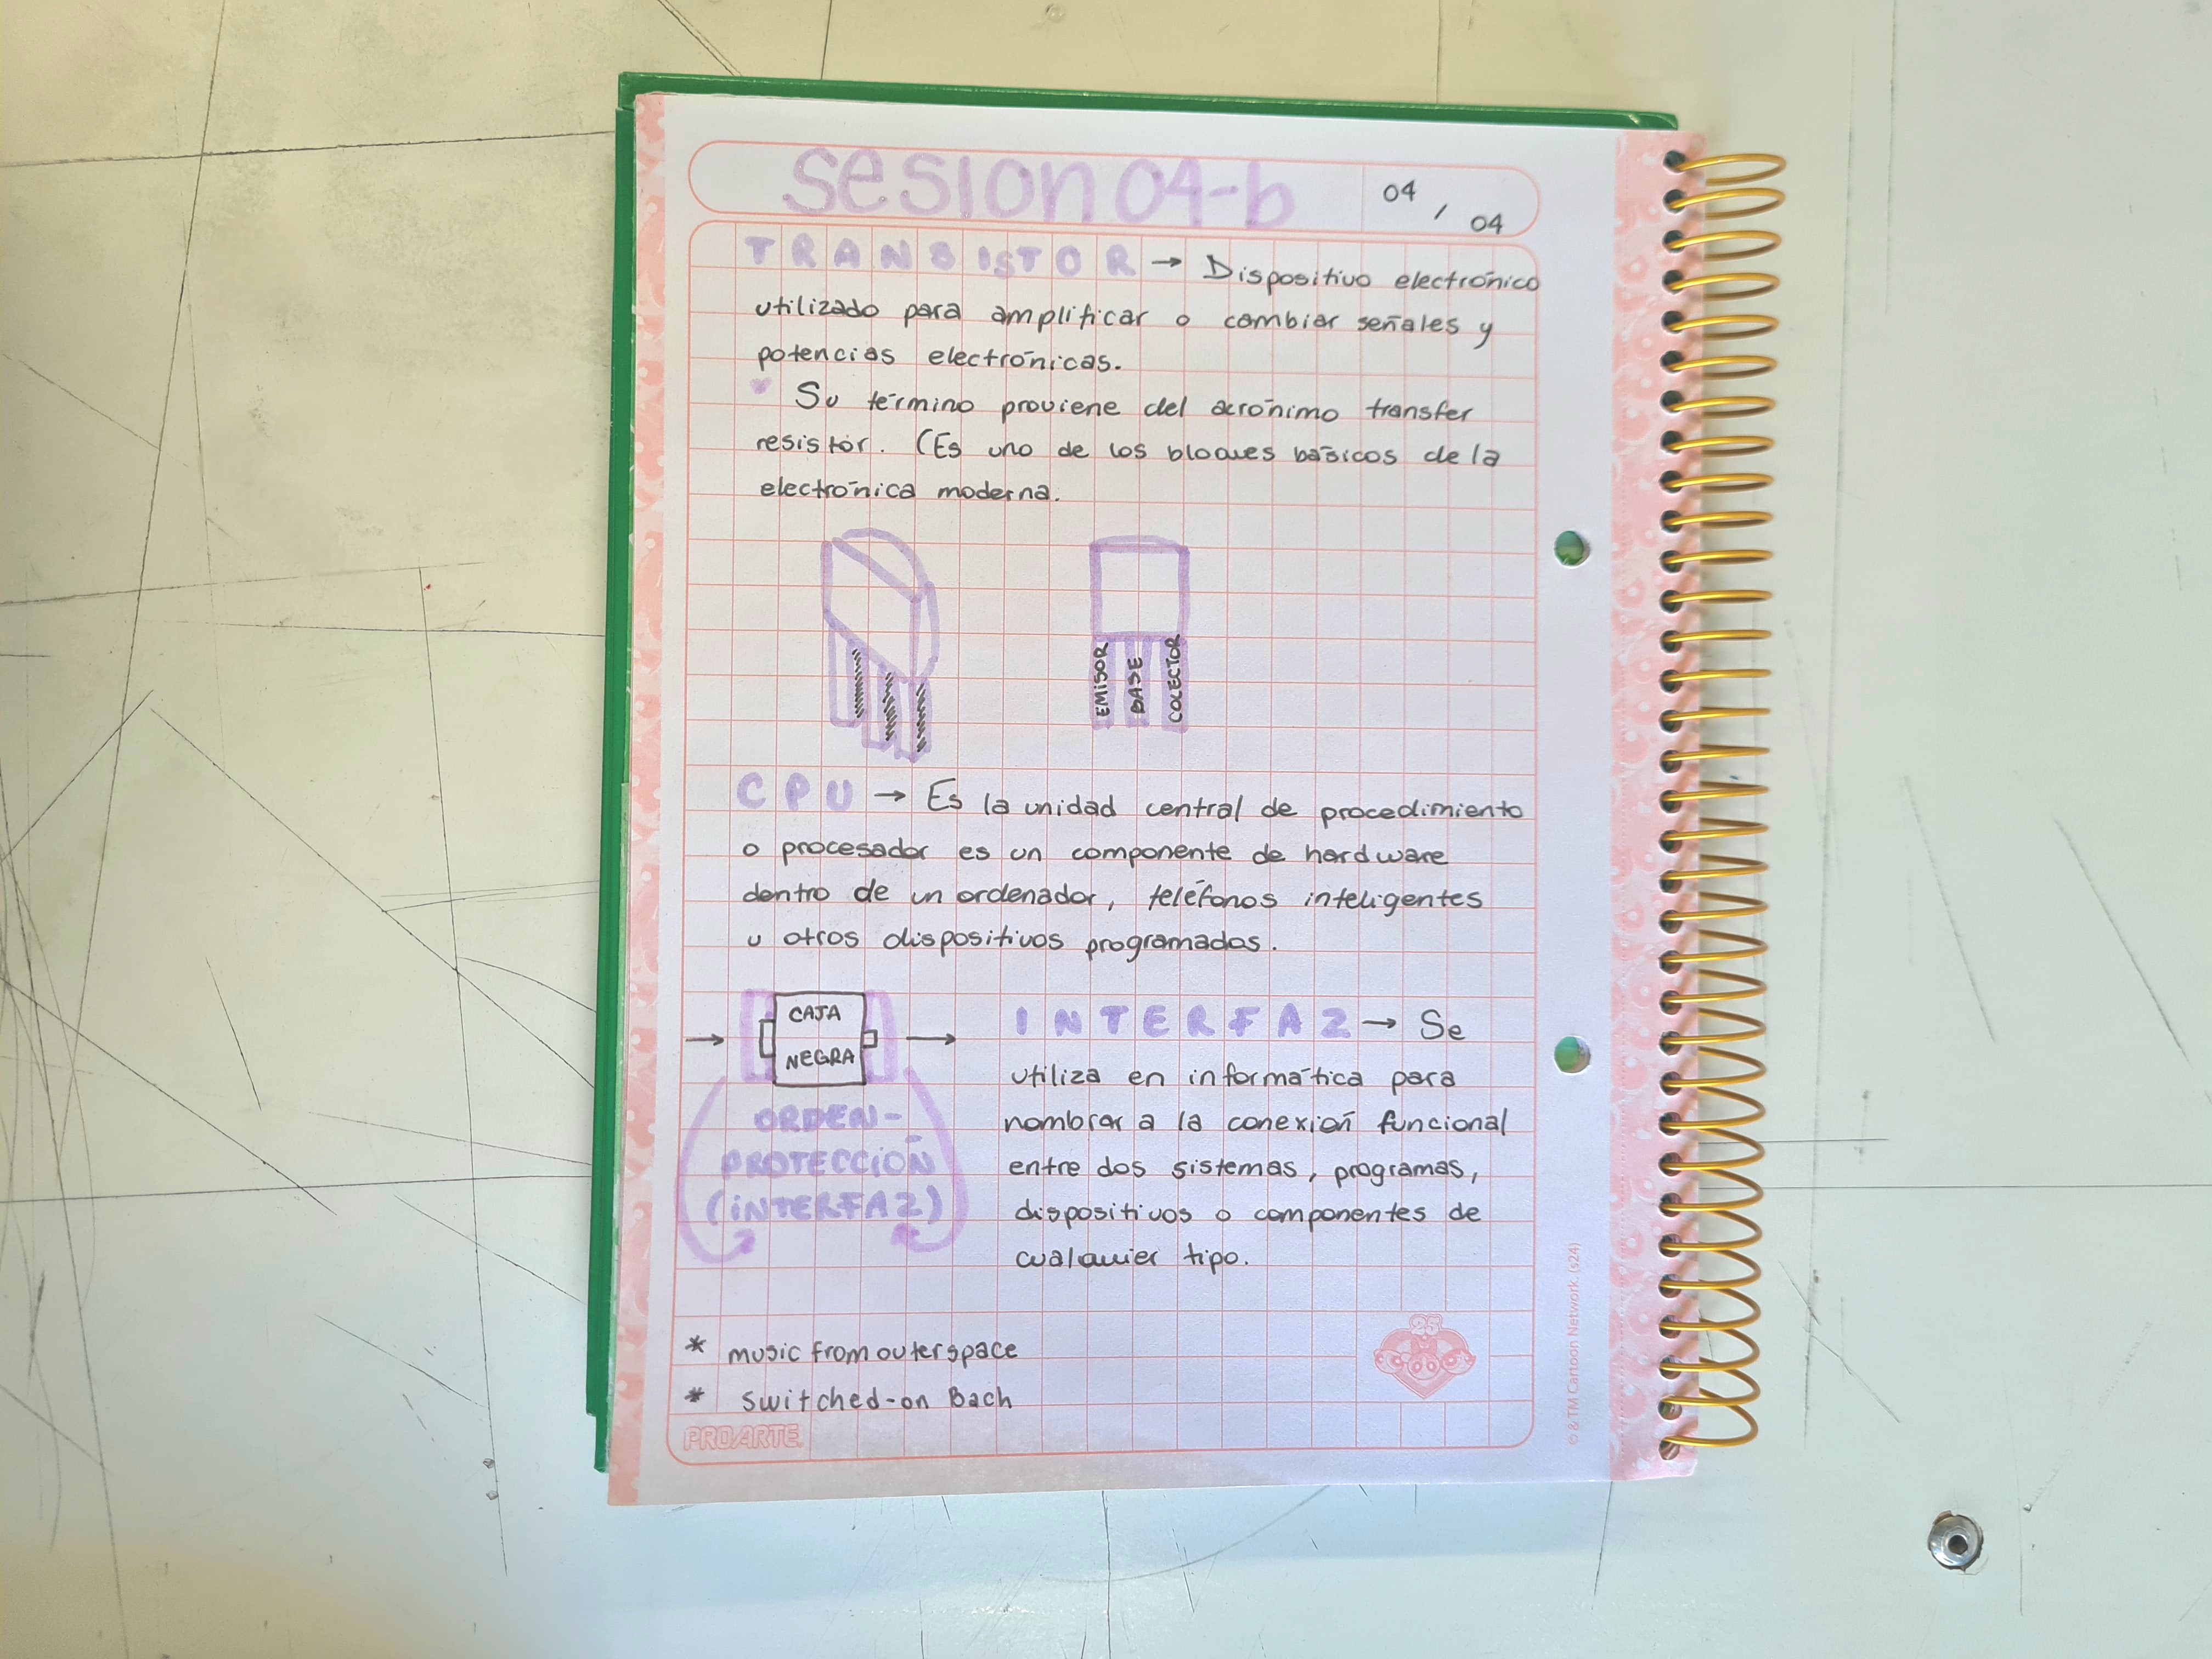 sesion 04-b 04 / 04
TRANSISTOR → Dispositivo electrónico
utilizado para amplificar o cambiar señales y
potencias electrónicas.
Su término proviene del acrónimo transfer
resistor. (Es uno de los bloques básicos de la
electrónica moderna.
EMISOR
BASE
COLECTOR
CPU → Es la unidad central de procedimiento
o procesador es un componente de hardware
dentro de un ordenador, teléfonos inteligentes
u otros dispositivos programados.
CAJA
NEGRA
ORDEN-
PROTECCIÓN
(INTERFAZ)
INTERFAZ → Se
utiliza en informática para
nombrar a la conexión funcional
entre dos sistemas, programas,
dispositivos o componentes de
cualquier tipo.
* music from outerspace
* switched-on Bach
25
PROARTE
© & TM Cartoon Network. (s24)